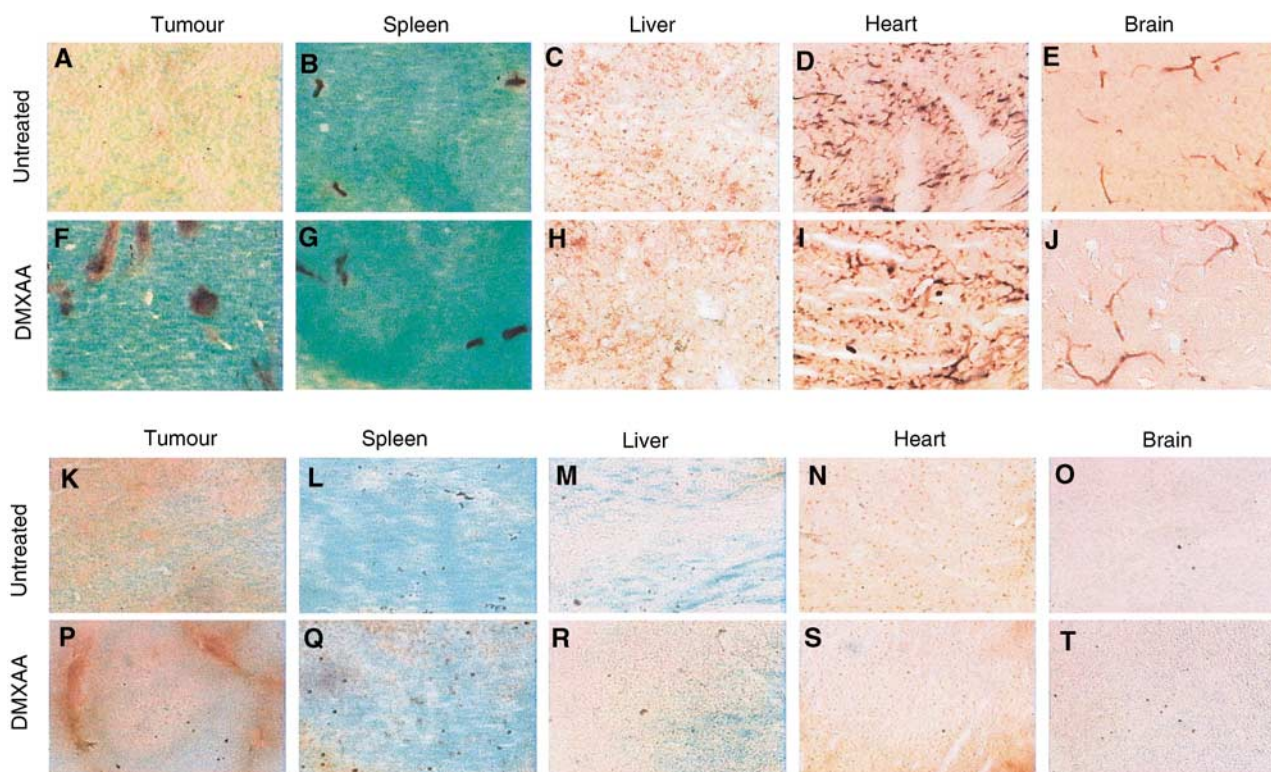 Tumour Spleen Liver Heart Brain
Untreated
A B C D E
DMXAA
F G H I J
Tumour Spleen Liver Heart Brain
Untreated
K L M N O
DMXAA
P Q R S T